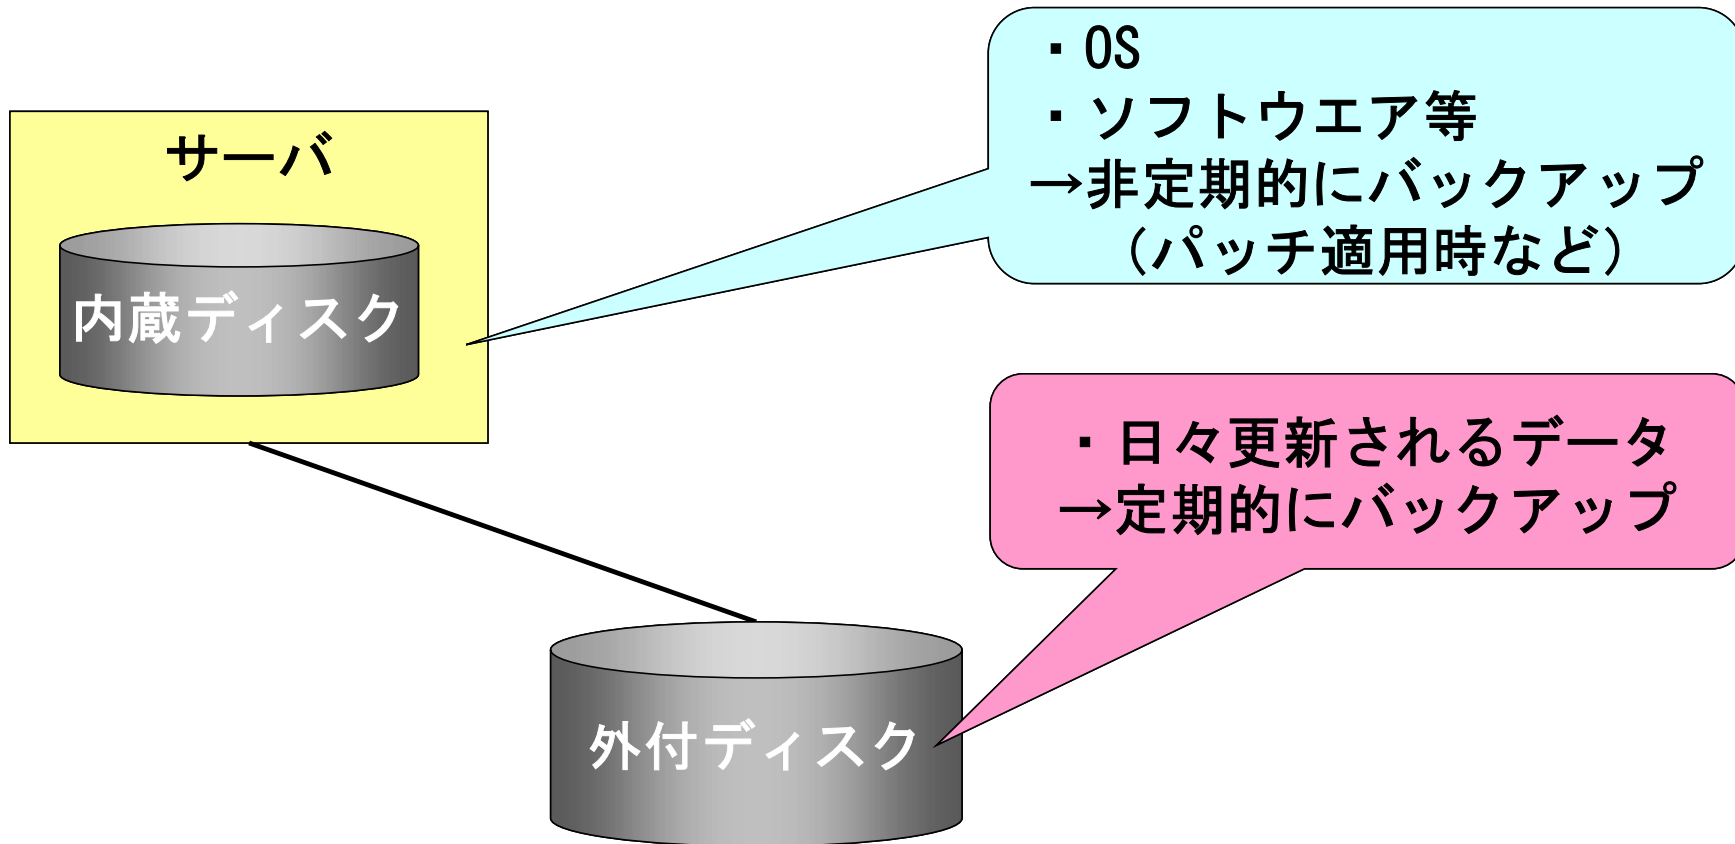 サーバ
内蔵ディスク
・OS
・ソフトウエア等
→非定期的にバックアップ
（パッチ適用時など）
・日々更新されるデータ
→定期的にバックアップ
外付ディスク